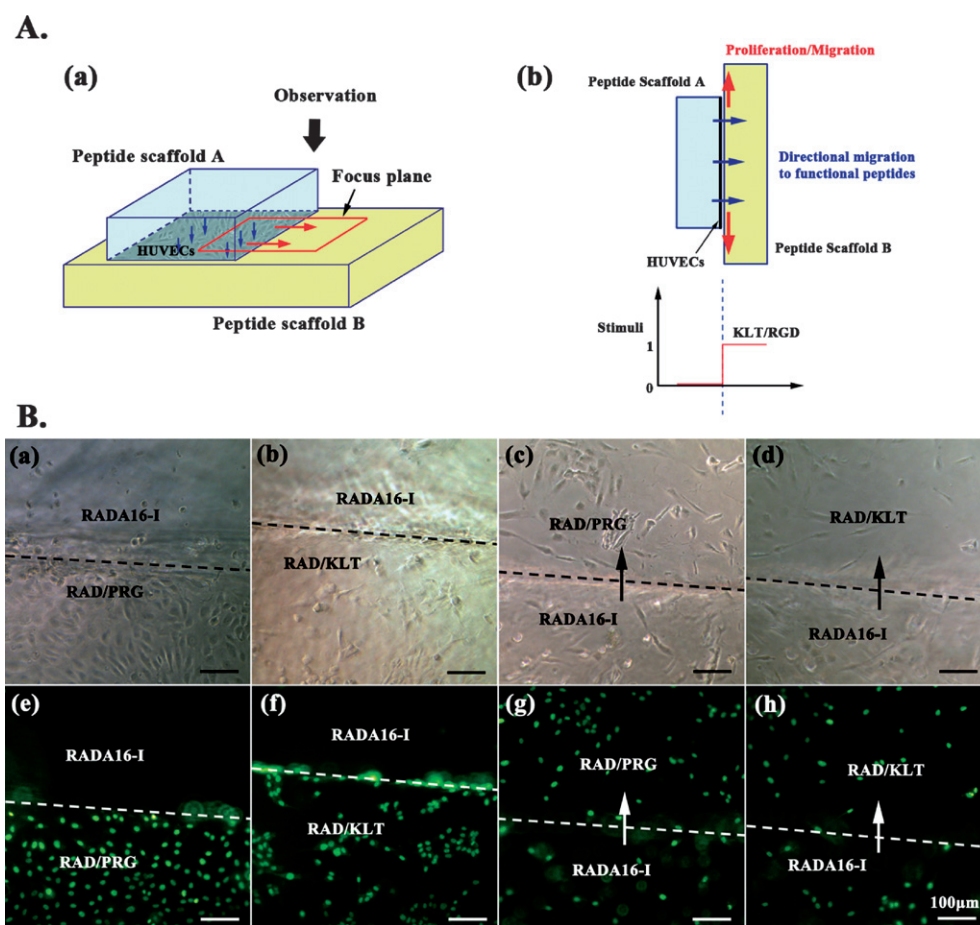 A.
(a)
Observation
Peptide scaffold A
Focus plane
HUVECs
Peptide scaffold B
(b)
Proliferation/Migration
Peptide Scaffold A
Directional migration
to functional peptides
HUVECs
Peptide Scaffold B
Stimuli
KLT/RGD
1
0
B.
(a)
RADA16-I
RAD/PRG
(b)
RADA16-I
RAD/KLT
(c)
RAD/PRG
RADA16-I
(d)
RAD/KLT
RADA16-I
(e)
RADA16-I
RAD/PRG
(f)
RADA16-I
RAD/KLT
(g)
RAD/PRG
RADA16-I
(h)
RAD/KLT
RADA16-I
100μm